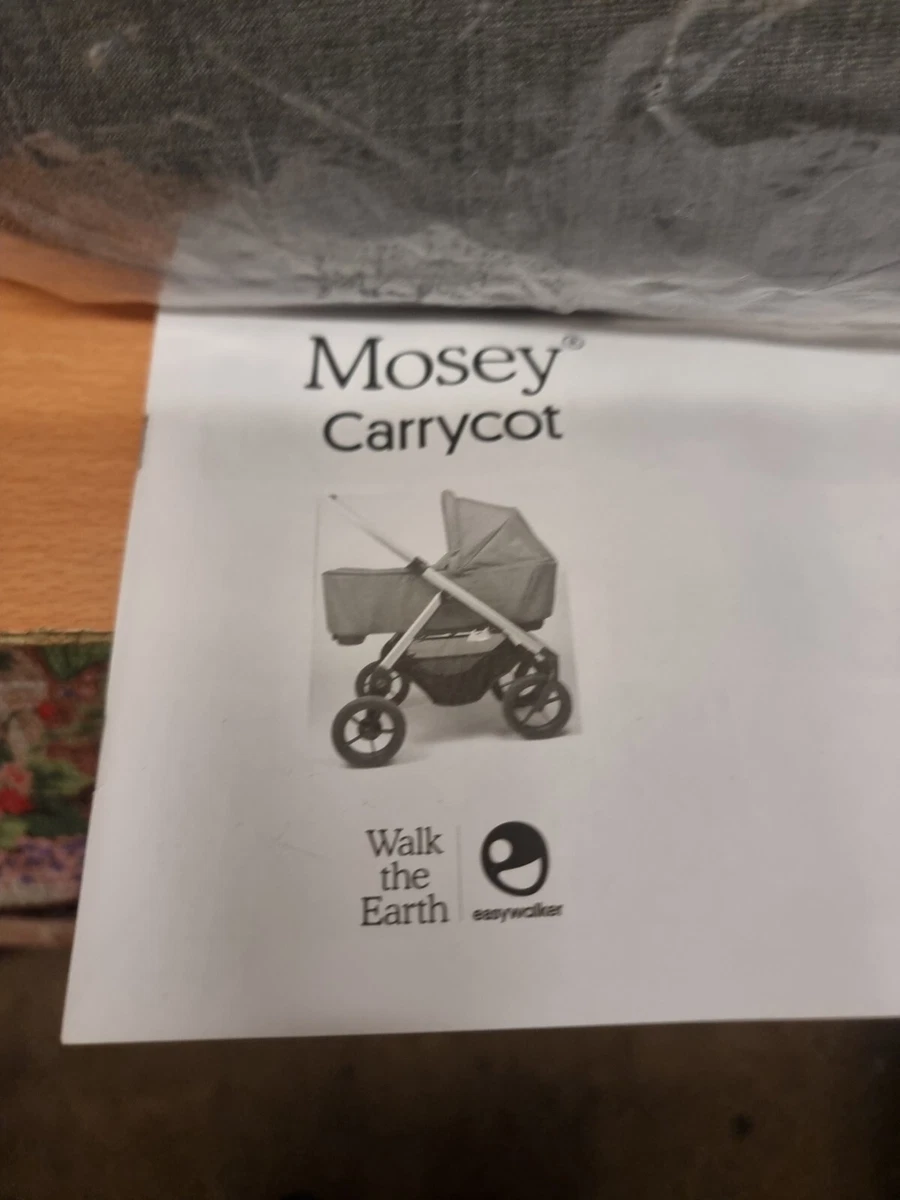 Mosey®
Carrycot
Walk
the
Earth
easywalker